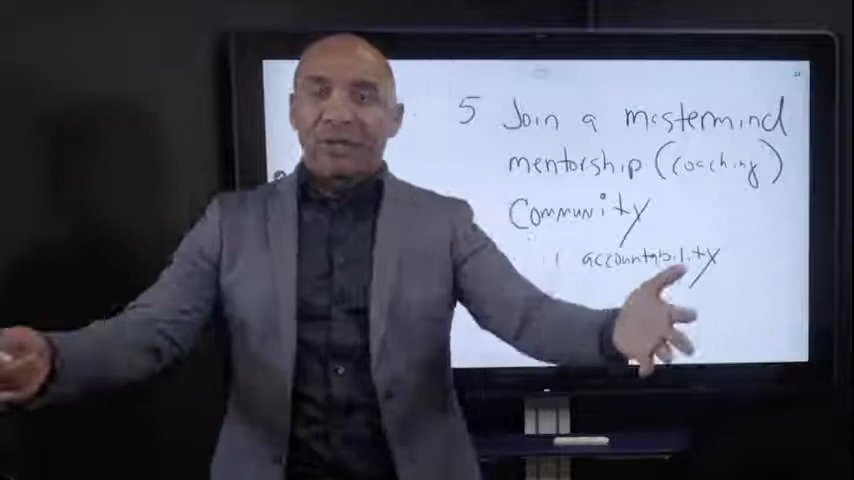 5 Join a mastermind
mentorship (coaching)
Community
accountability